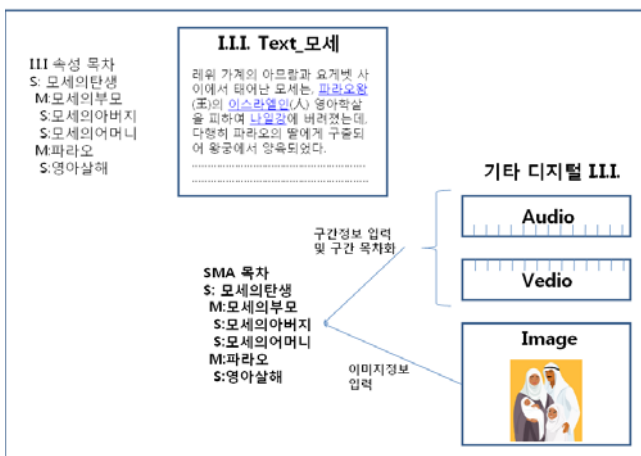 I.I.I. Text_모세
III 속성 목차
S: 모세의탄생
M:모세의부모
S:모세의아버지
S:모세의어머니
M:파라오
S:영아살해
레위 가계의 아므람과 요게벳 사
이에서 태어난 모세는, 파라오왕
(王)의 이스라엘인(人) 영아학살
을 피하여 나일강에 버려졌는데,
다행히 파라오의 딸에게 구출되
어 왕궁에서 양육되었다.
기타 디지털 I.I.I.
Audio
구간정보 입력
및 구간 목차화
Vedio
SMA 목차
S: 모세의탄생
M:모세의부모
S:모세의아버지
S:모세의어머니
M:파라오
S:영아살해
Image
이미지정보
입력